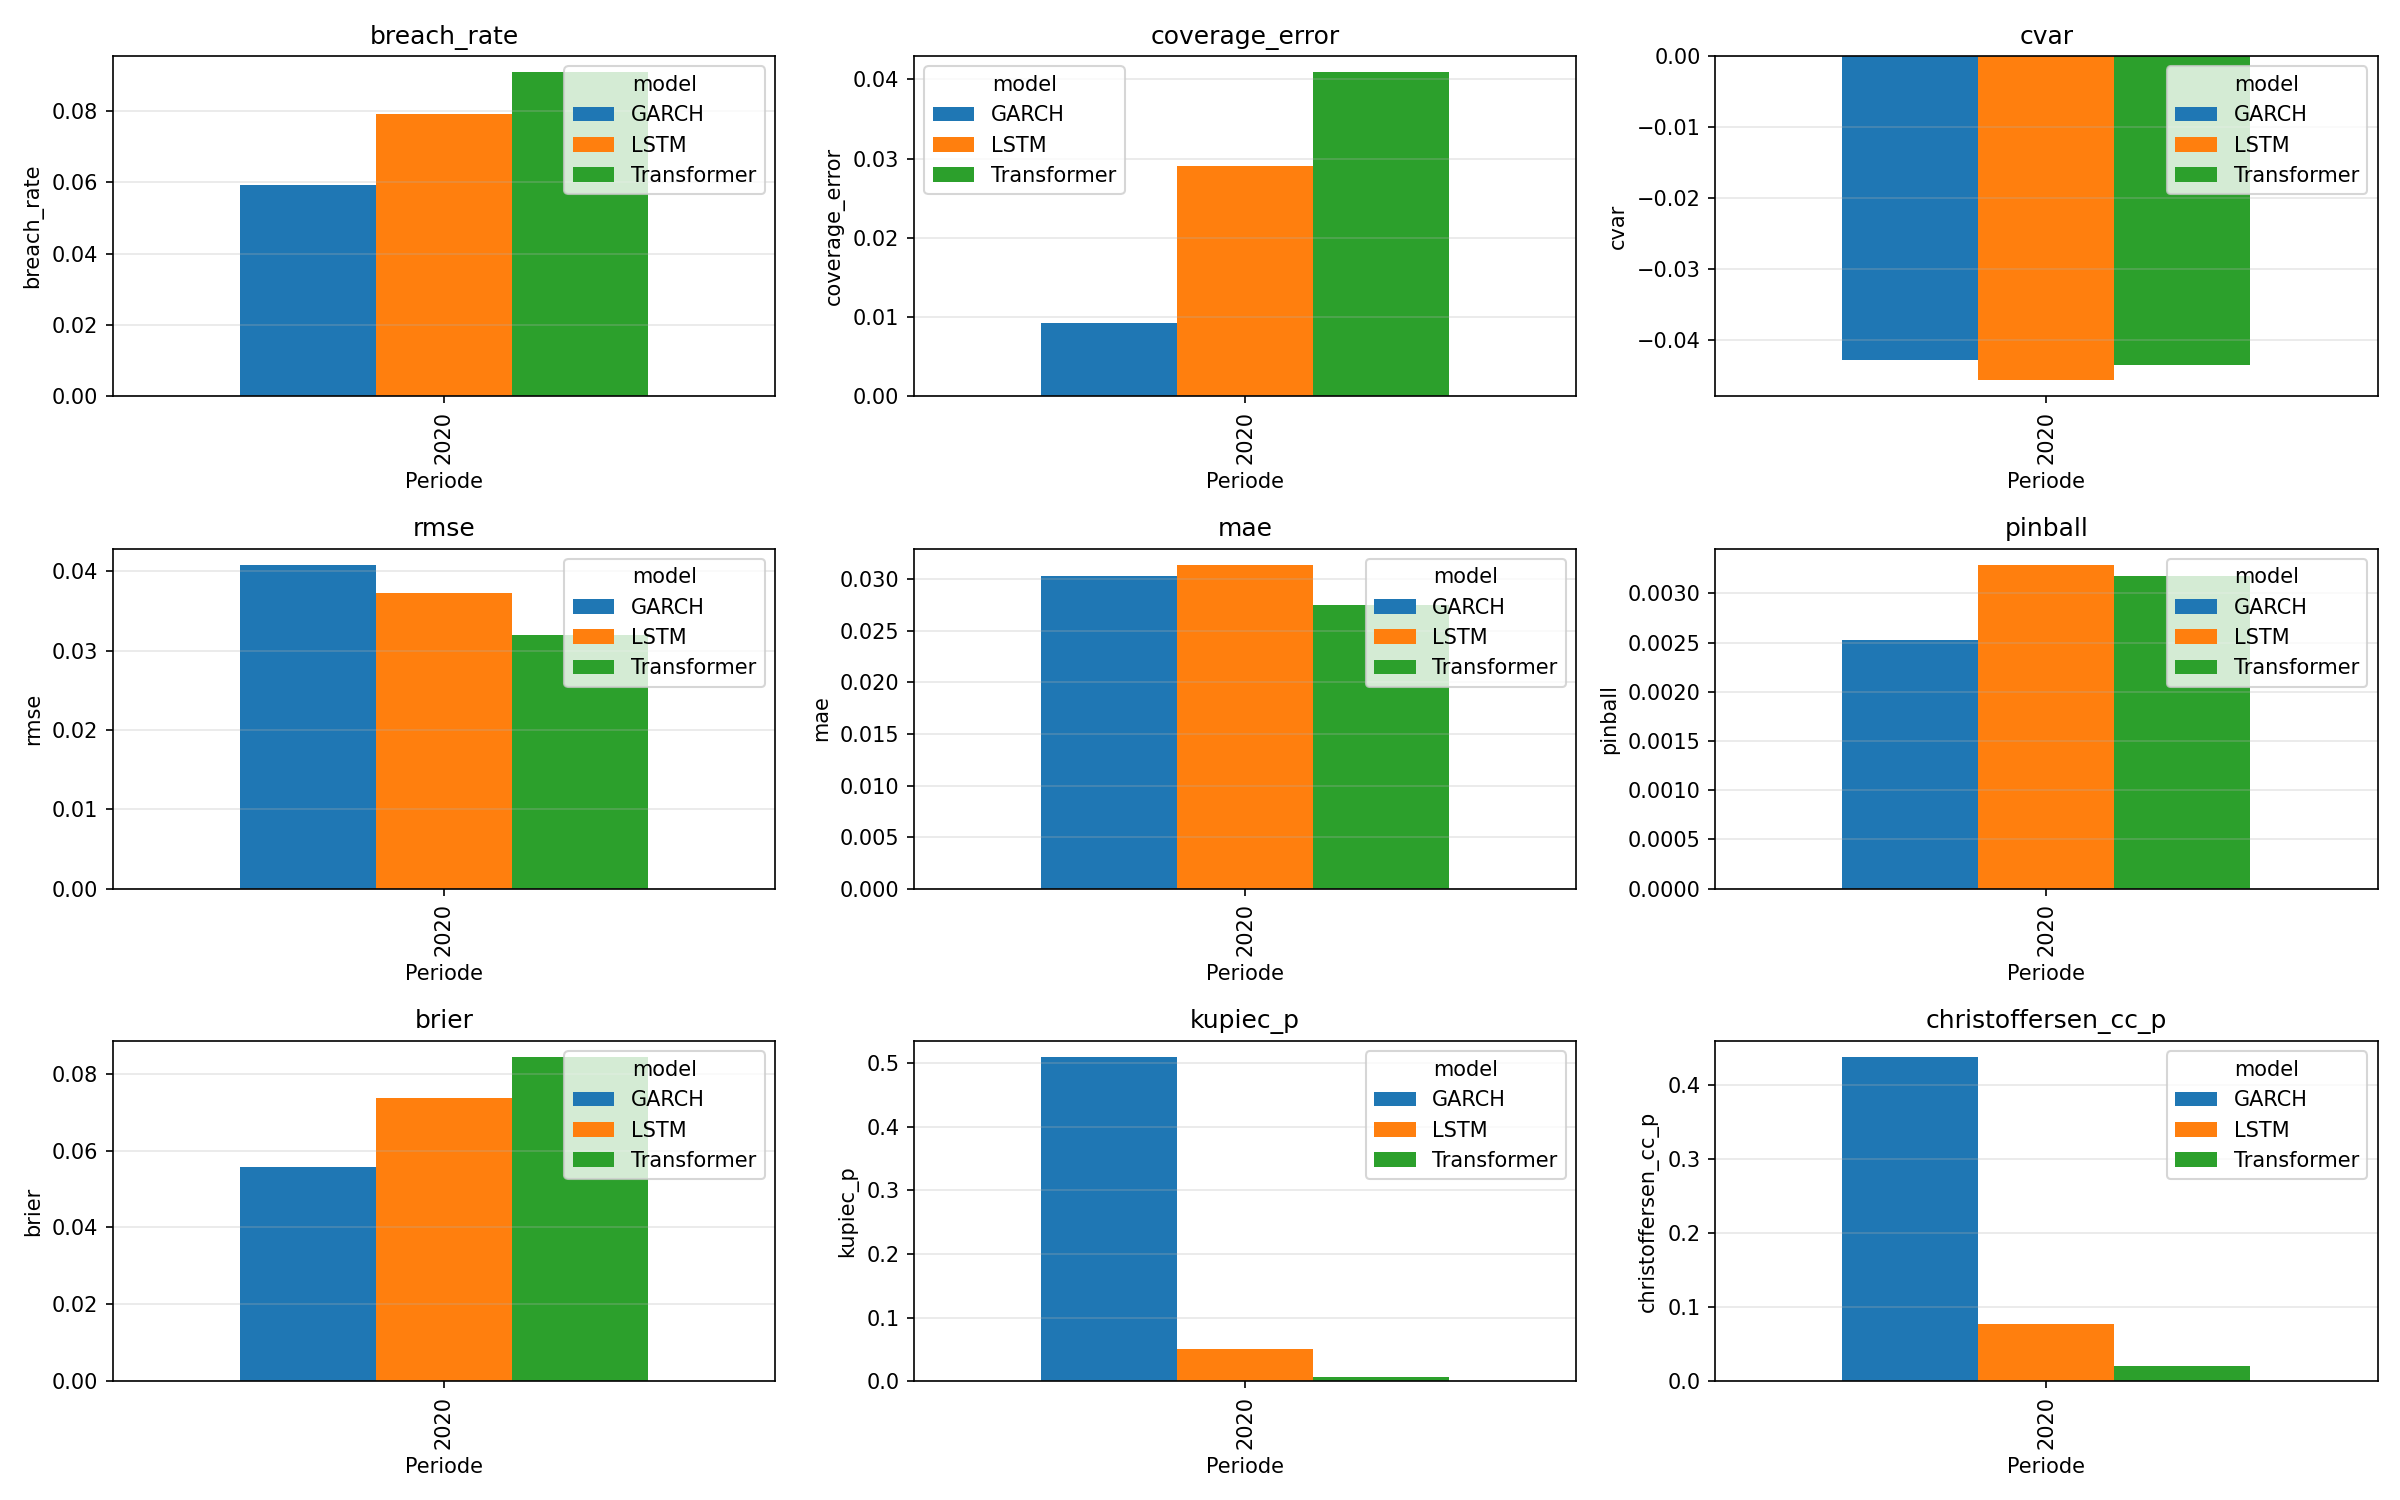 breach_rate
breach_rate
0.08
0.06
0.04
0.02
0.00
model
GARCH
LSTM
Transformer
2020
Periode
coverage_error
coverage_error
0.04
0.03
0.02
0.01
0.00
model
GARCH
LSTM
Transformer
2020
Periode
cvar
cvar
0.00
−0.01
−0.02
−0.03
−0.04
model
GARCH
LSTM
Transformer
2020
Periode
rmse
rmse
0.04
0.03
0.02
0.01
0.00
model
GARCH
LSTM
Transformer
2020
Periode
mae
mae
0.030
0.025
0.020
0.015
0.010
0.005
0.000
model
GARCH
LSTM
Transformer
2020
Periode
pinball
pinball
0.0030
0.0025
0.0020
0.0015
0.0010
0.0005
0.0000
model
GARCH
LSTM
Transformer
2020
Periode
brier
brier
0.08
0.06
0.04
0.02
0.00
model
GARCH
LSTM
Transformer
2020
Periode
kupiec_p
kupiec_p
0.5
0.4
0.3
0.2
0.1
0.0
model
GARCH
LSTM
Transformer
2020
Periode
christoffersen_cc_p
christoffersen_cc_p
0.4
0.3
0.2
0.1
0.0
model
GARCH
LSTM
Transformer
2020
Periode